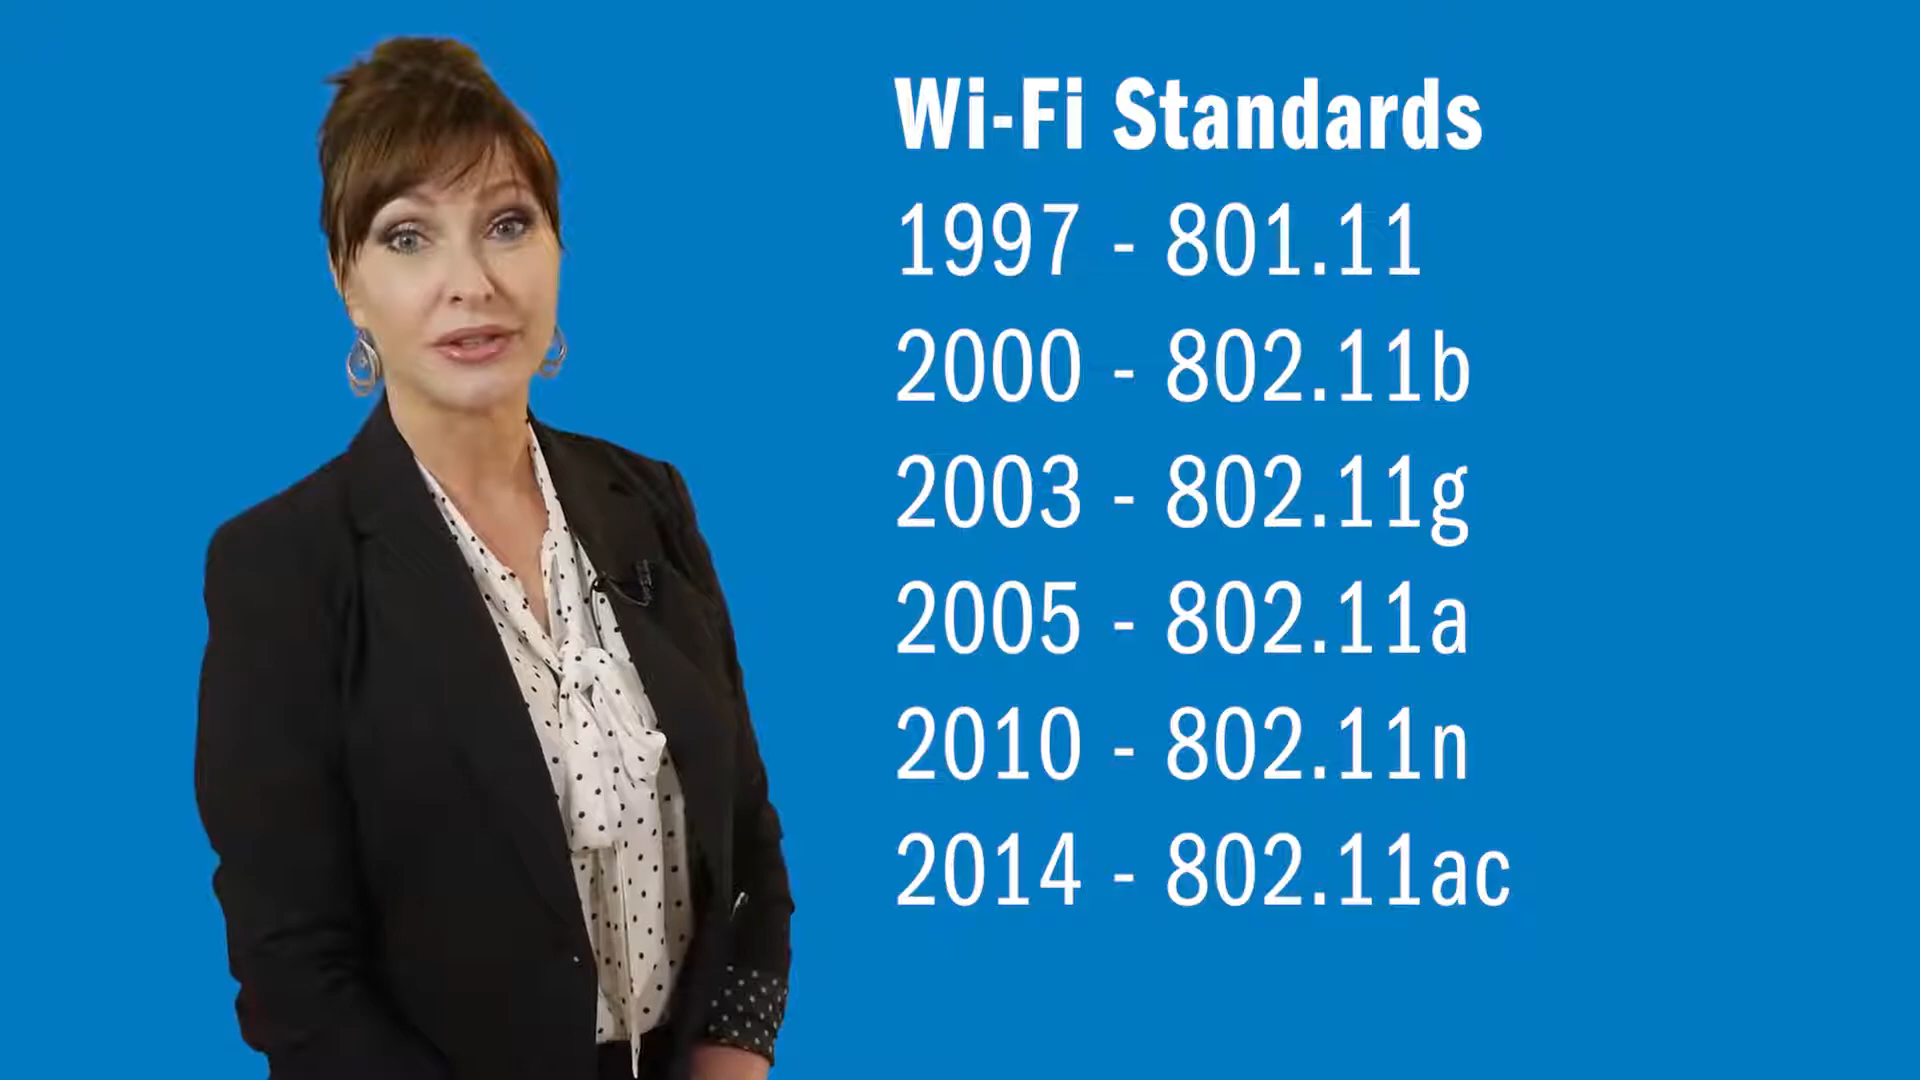 Wi-Fi Standards
1997 - 801.11
2000 - 802.11b
2003 - 802.11g
2005 - 802.11a
2010 - 802.11n
2014 - 802.11ac